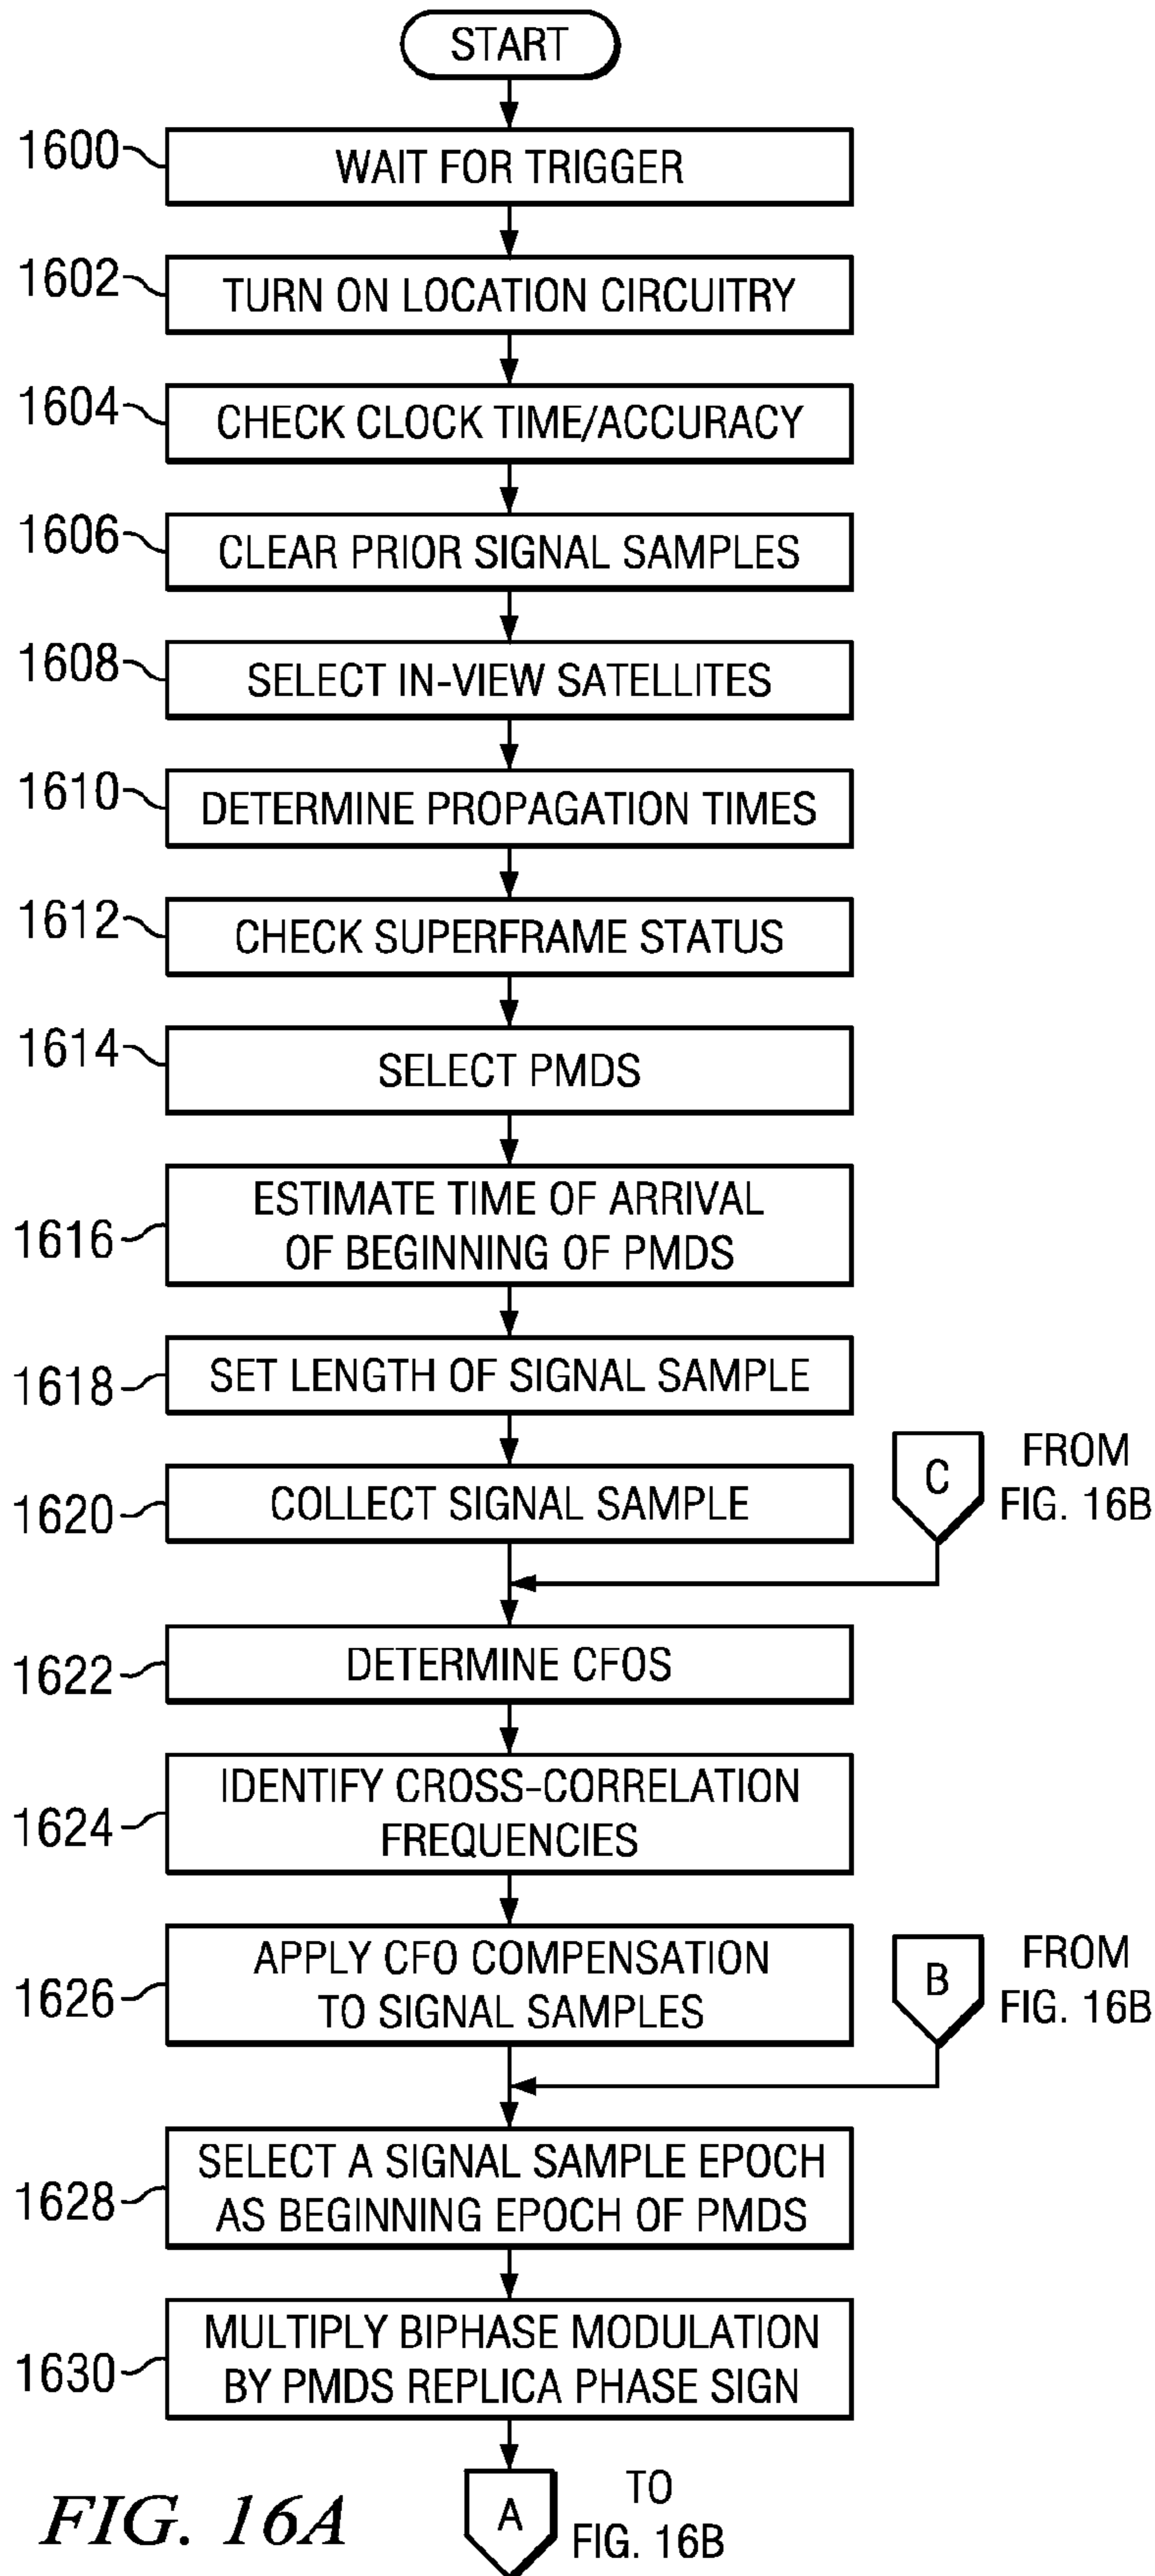 START
1600
WAIT FOR TRIGGER
1602
TURN ON LOCATION CIRCUITRY
1604
CHECK CLOCK TIME/ACCURACY
1606
CLEAR PRIOR SIGNAL SAMPLES
1608
SELECT IN-VIEW SATELLITES
1610
DETERMINE PROPAGATION TIMES
1612
CHECK SUPERFRAME STATUS
1614
SELECT PMDS
1616
ESTIMATE TIME OF ARRIVAL
OF BEGINNING OF PMDS
1618
SET LENGTH OF SIGNAL SAMPLE
1620
COLLECT SIGNAL SAMPLE
C
FROM
FIG. 16B
1622
DETERMINE CFOS
1624
IDENTIFY CROSS-CORRELATION
FREQUENCIES
1626
APPLY CFO COMPENSATION
TO SIGNAL SAMPLES
B
FROM
FIG. 16B
1628
SELECT A SIGNAL SAMPLE EPOCH
AS BEGINNING EPOCH OF PMDS
1630
MULTIPLY BIPHASE MODULATION
BY PMDS REPLICA PHASE SIGN
A
TO
FIG. 16B
FIG. 16A